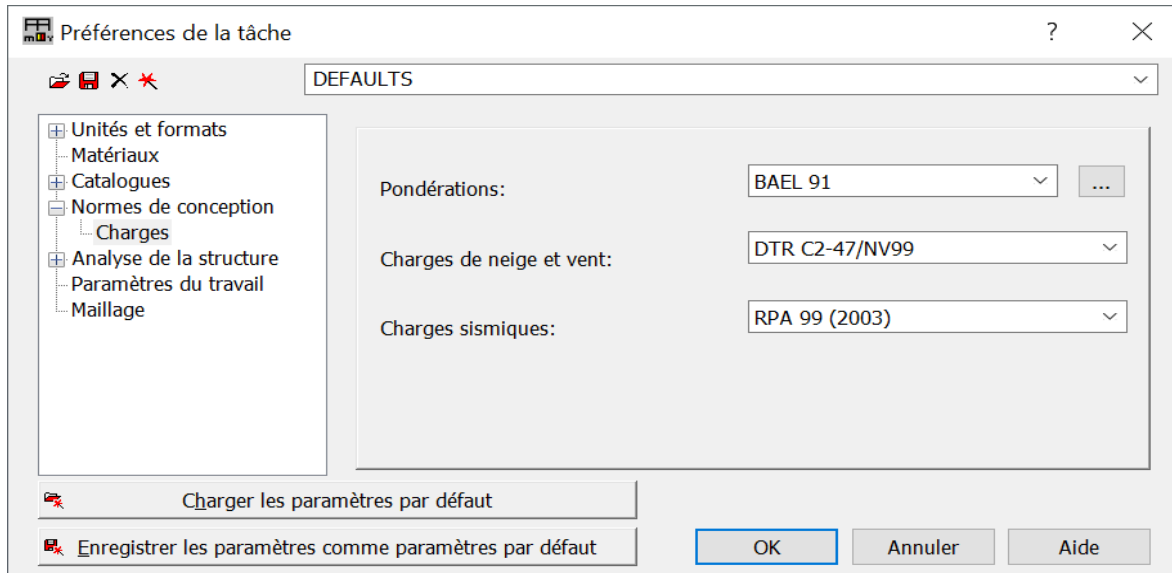 Préférences de la tâche
DEFAULTS
Unités et formats
Matériaux
Catalogues
Normes de conception
Charges
Analyse de la structure
Paramètres du travail
Maillage
Pondérations:
BAEL 91
...
Charges de neige et vent:
DTR C2-47/NV99
Charges sismiques:
RPA 99 (2003)
Charger les paramètres par défaut
Enregistrer les paramètres comme paramètres par défaut
OK
Annuler
Aide